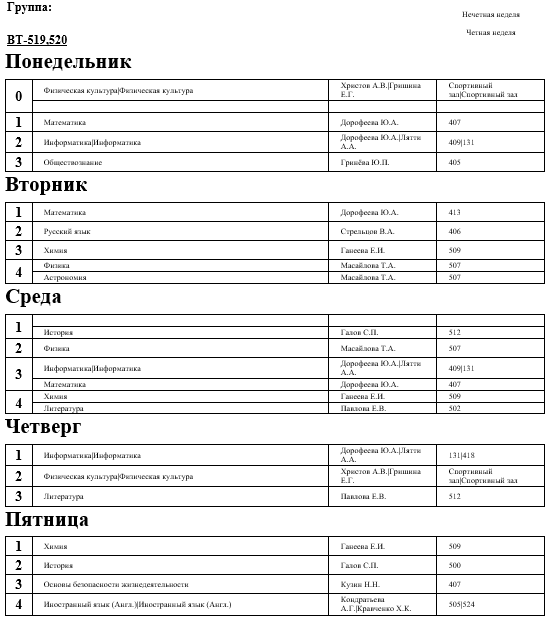 Группа:
Нечетная неделя
Четная неделя
ВТ-519,520
Понедельник
0 Физическая культура|Физическая культура Христов А.В.|Гришина Е.Г. Спортивный зал|Спортивный зал
1 Математика Дорофеева Ю.А. 407
2 Информатика|Информатика Дорофеева Ю.А.|Лятти А.А. 409|131
3 Обществознание Гринёва Ю.П. 405
Вторник
1 Математика Дорофеева Ю.А. 413
2 Русский язык Стрельцов В.А. 406
3 Химия Ганеева Е.И. 509
4 Физика Масайлова Т.А. 507
Астрономия Масайлова Т.А. 507
Среда
1
История Галов С.П. 512
2 Физика Масайлова Т.А. 507
3 Информатика|Информатика Дорофеева Ю.А.|Лятти А.А. 409|131
Математика Дорофеева Ю.А. 407
4 Химия Ганеева Е.И. 509
Литература Павлова Е.В. 502
Четверг
1 Информатика|Информатика Дорофеева Ю.А.|Лятти А.А. 131|418
2 Физическая культура|Физическая культура Христов А.В.|Гришина Е.Г. Спортивный зал|Спортивный зал
3 Литература Павлова Е.В. 512
Пятница
1 Химия Ганеева Е.И. 509
2 История Галов С.П. 500
3 Основы безопасности жизнедеятельности Кузин Н.Н. 407
4 Иностранный язык (Англ.)|Иностранный язык (Англ.) Кондратьева А.Г.|Кравченко Х.К. 505|524